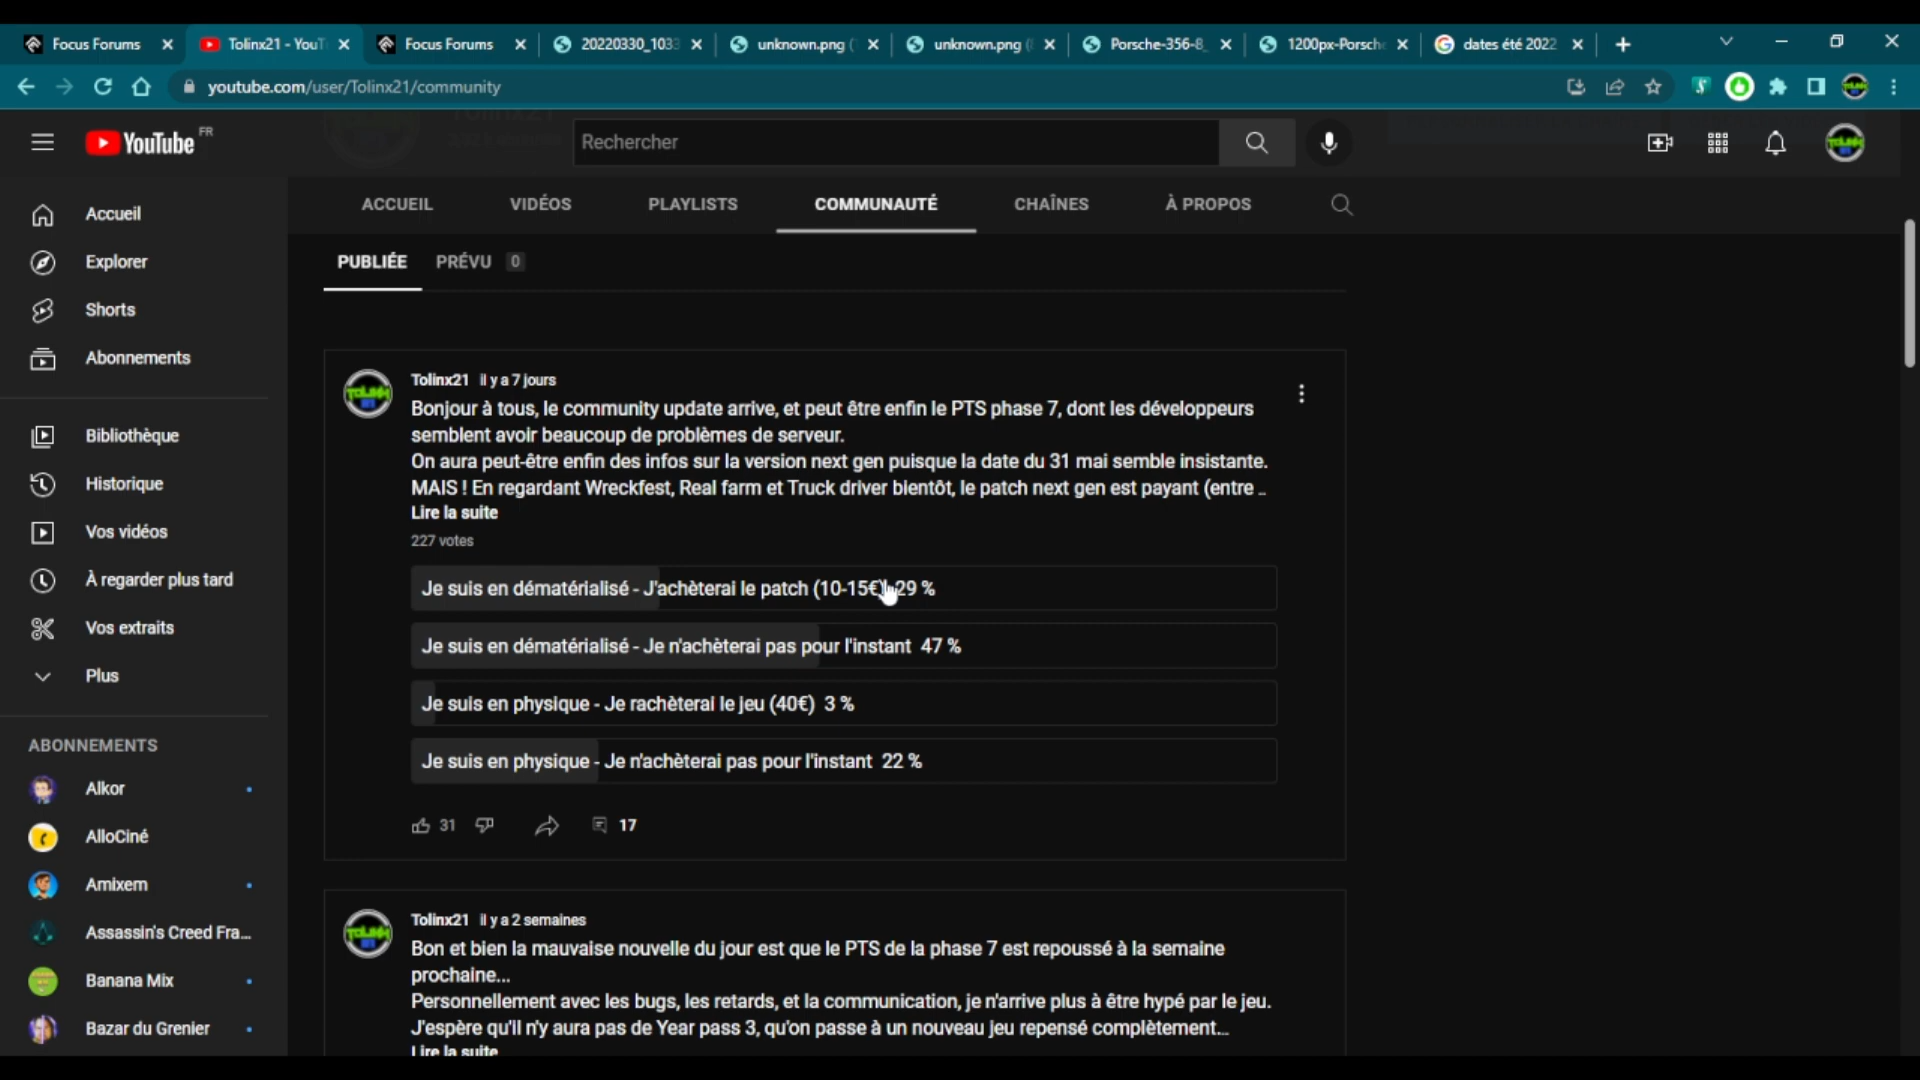 Focus Forums
Tolinx21 - YouT
Focus Forums
20220330_1033
unknown.png (
unknown.png (
Porsche-356-8_
1200px-Porsch
dates été 2022
youtube.com/user/Tolinx21/community
YouTube FR
Rechercher
Accueil
Explorer
Shorts
Abonnements
Bibliothèque
Historique
Vos vidéos
À regarder plus tard
Vos extraits
Plus
ABONNEMENTS
Alkor
AlloCiné
Amixem
Assassin's Creed Fra...
Banana Mix
Bazar du Grenier
ACCUEIL
VIDÉOS
PLAYLISTS
COMMUNAUTÉ
CHAÎNES
À PROPOS
PUBLIÉE
PRÉVU 0
Tolinx21 il y a 7 jours
Bonjour à tous, le community update arrive, et peut être enfin le PTS phase 7, dont les développeurs
semblent avoir beaucoup de problèmes de serveur.
On aura peut-être enfin des infos sur la version next gen puisque la date du 31 mai semble insistante.
MAIS ! En regardant Wreckfest, Real farm et Truck driver bientôt, le patch next gen est payant (entre ...
Lire la suite
227 votes
Je suis en dématérialisé - J'achèterai le patch (10-15€) 29 %
Je suis en dématérialisé - Je n'achèterai pas pour l'instant 47 %
Je suis en physique - Je rachèterai le jeu (40€) 3 %
Je suis en physique - Je n'achèterai pas pour l'instant 22 %
31
17
Tolinx21 il y a 2 semaines
Bon et bien la mauvaise nouvelle du jour est que le PTS de la phase 7 est repoussé à la semaine
prochaine...
Personnellement avec les bugs, les retards, et la communication, je n'arrive plus à être hypé par le jeu.
J'espère qu'il n'y aura pas de Year pass 3, qu'on passe à un nouveau jeu repensé complètement...
Lire la suite